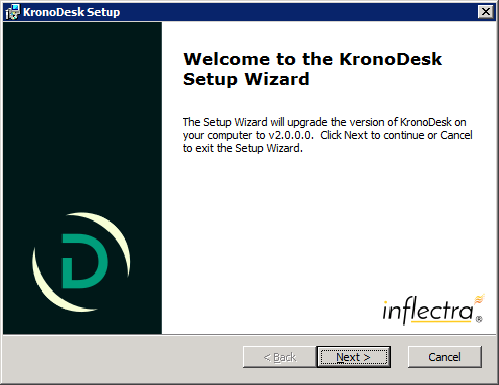 KronoDesk Setup
Welcome to the KronoDesk
Setup Wizard
The Setup Wizard will upgrade the version of KronoDesk on
your computer to v2.0.0.0. Click Next to continue or Cancel
to exit the Setup Wizard.
D
inflectra®
< Back Next > Cancel